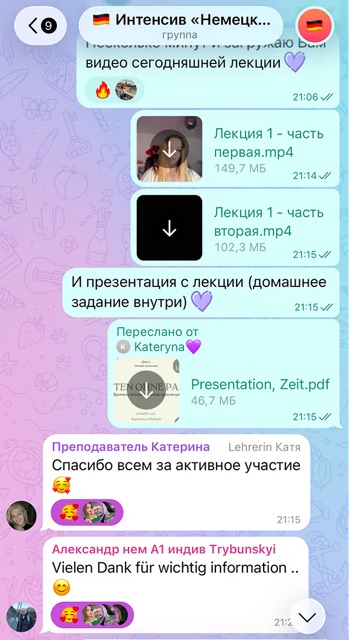 9
🇩🇪 Интенсив «Немецк...
группа
Несколько минут и загружаю Вам
видео сегодняшней лекции💜
🔥
21:06
Лекция 1 - часть
первая.mp4
149,7 МБ
21:14
Лекция 1 - часть
вторая.mp4
102,3 МБ
21:15
И презентация с лекции (домашнее
задание внутри)💜
21:15
Переслано от
K Kateryna💜
Presentation, Zeit.pdf
46,7 МБ
21:15
Преподаватель Катерина Lehrerin Катя
Спасибо всем за активное участие
🥰
🥰
21:15
Александр нем А1 индив Trybunskyi
Vielen Dank für wichtig information ..
😊
🥰